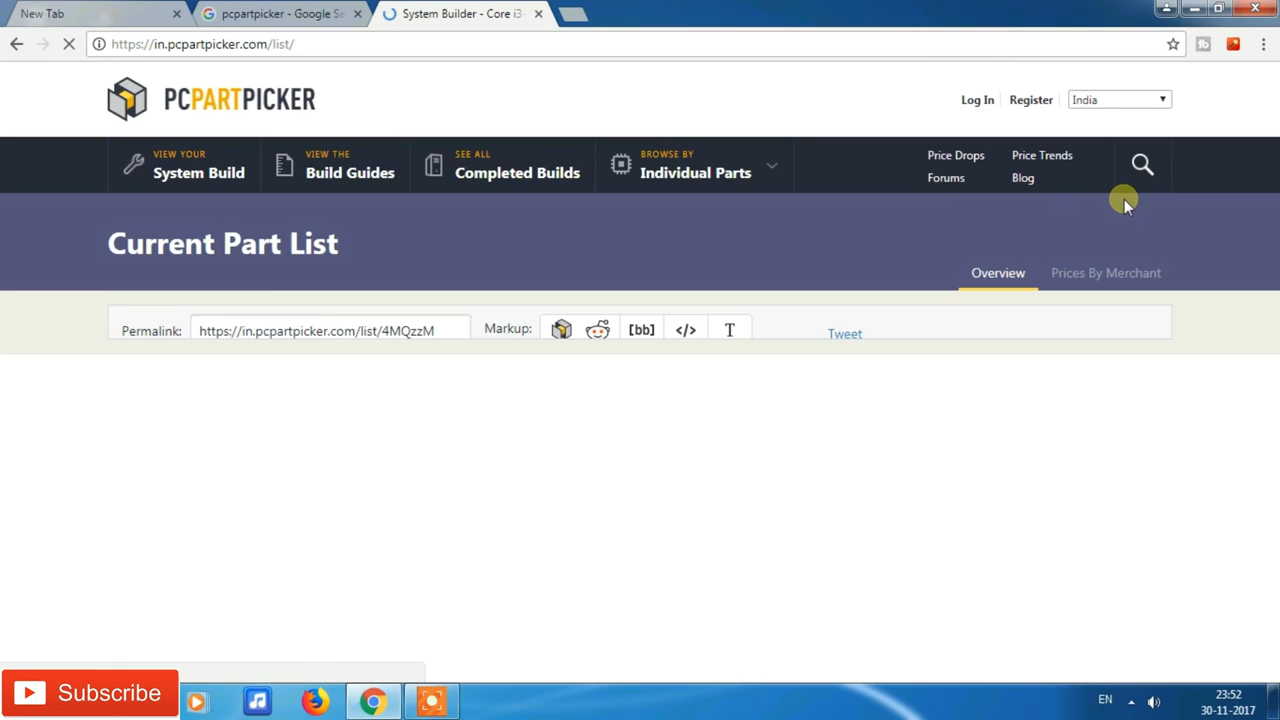 New Tab
pcpartpicker - Google Se
System Builder - Core i3-
https://in.pcpartpicker.com/list/
PCPARTPICKER
Log In
Register
India
VIEW YOUR
System Build
VIEW THE
Build Guides
SEE ALL
Completed Builds
BROWSE BY
Individual Parts
Price Drops
Price Trends
Forums
Blog
Current Part List
Overview
Prices By Merchant
Permalink:
https://in.pcpartpicker.com/list/4MQzzM
Markup:
[bb]
</>
T
Tweet
Subscribe
EN
23:52
30-11-2017